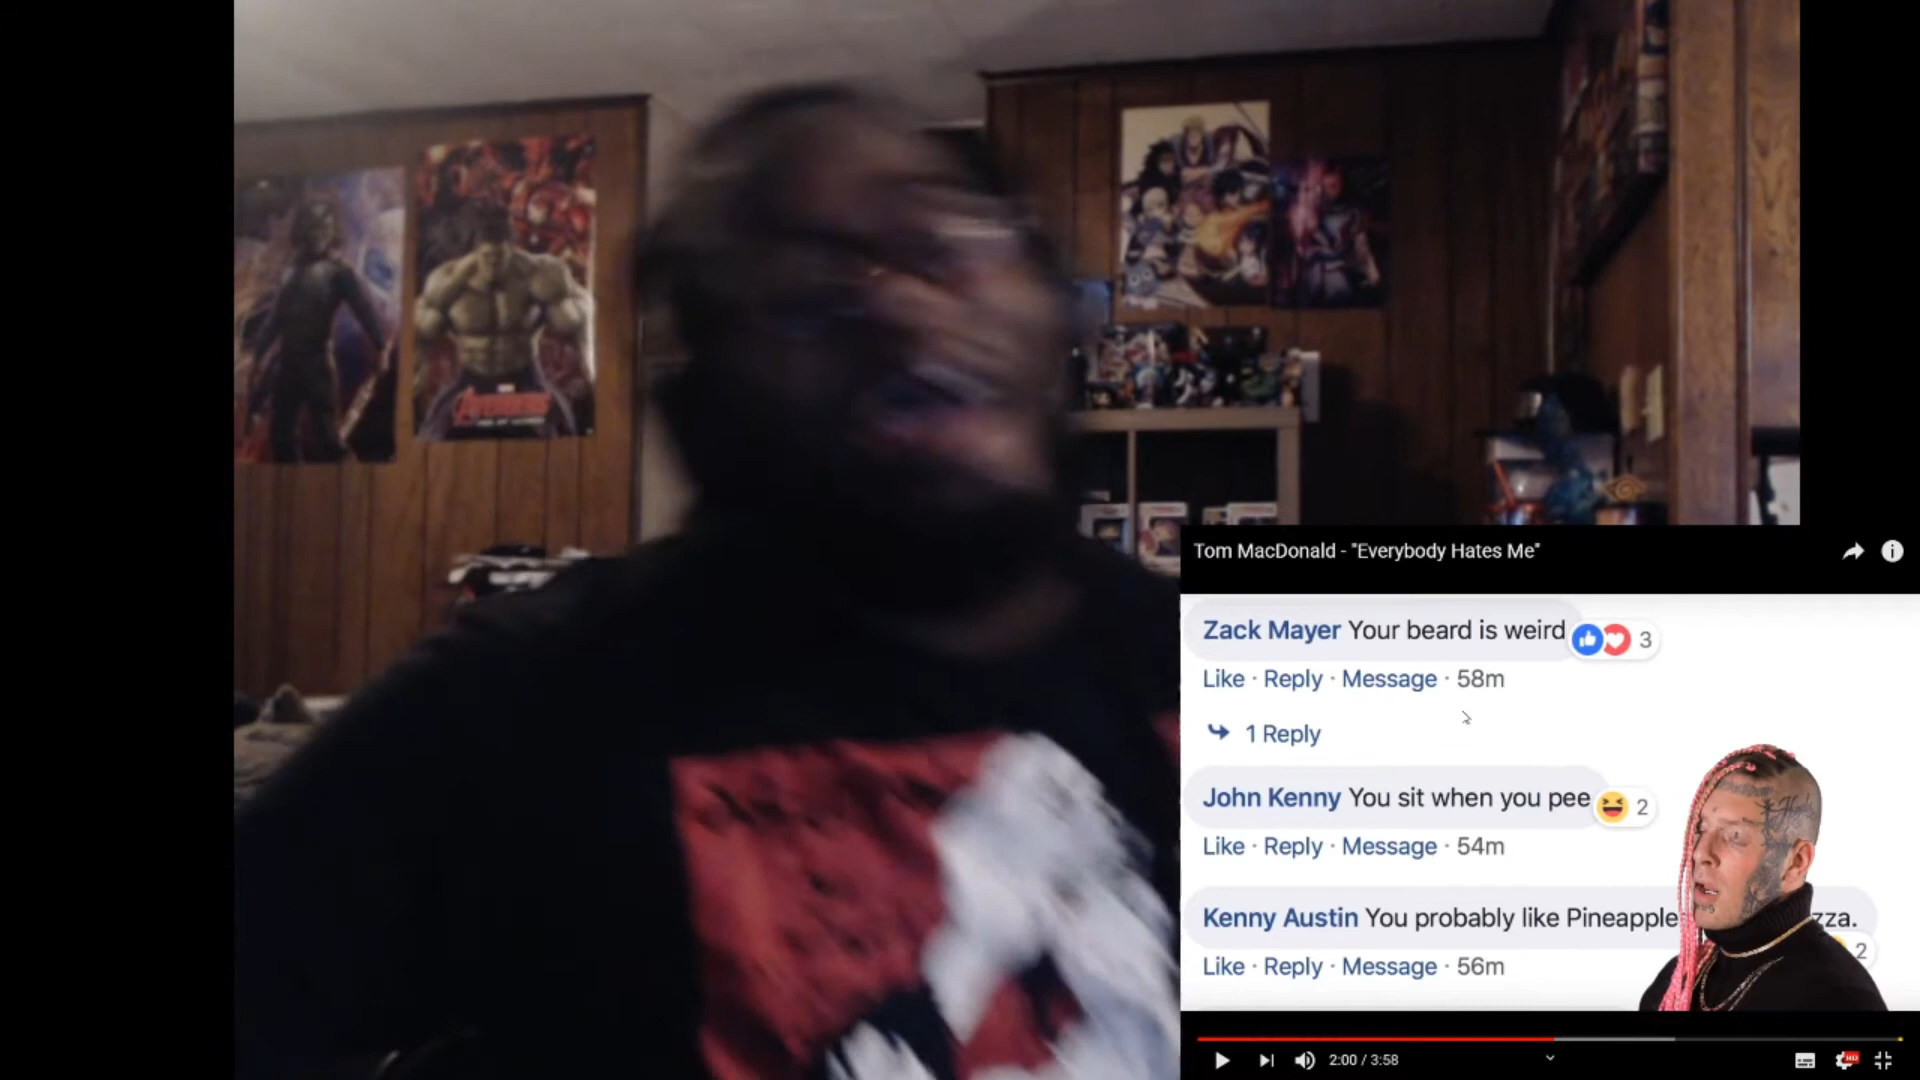 AVENGERS
Tom MacDonald - "Everybody Hates Me"
Zack Mayer Your beard is weird 3
Like · Reply · Message · 58m
1 Reply
John Kenny You sit when you pee 2
Like · Reply · Message · 54m
Kenny Austin You probably like Pineapple zza.
2
Like · Reply · Message · 56m
2:00 / 3:58
HD